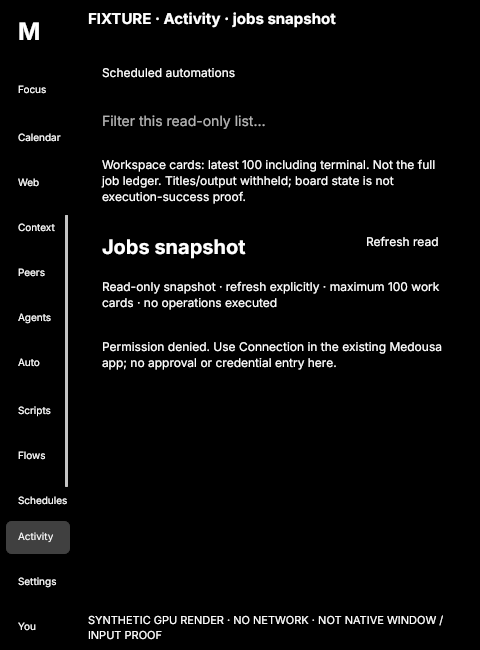 M
FIXTURE · Activity · jobs snapshot
Focus
Calendar
Web
Context
Peers
Agents
Auto
Scripts
Flows
Schedules
Activity
Settings
You
Scheduled automations
Filter this read-only list...
Workspace cards: latest 100 including terminal. Not the full
job ledger. Titles/output withheld; board state is not
execution-success proof.
Jobs snapshot
Refresh read
Read-only snapshot · refresh explicitly · maximum 100 work
cards · no operations executed
Permission denied. Use Connection in the existing Medousa
app; no approval or credential entry here.
SYNTHETIC GPU RENDER · NO NETWORK · NOT NATIVE WINDOW /
INPUT PROOF